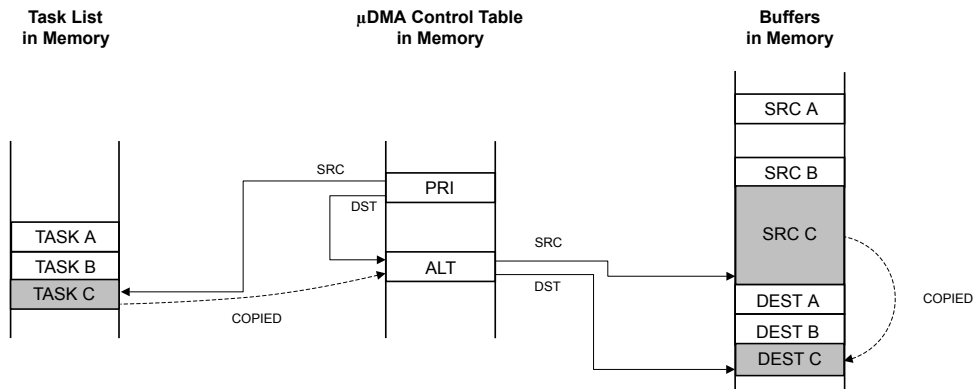 Task List
in Memory
µDMA Control Table
in Memory
Buffers
in Memory
SRC A
SRC B
SRC
PRI
DST
SRC C
TASK A
TASK B
TASK C
ALT
SRC
DST
COPIED
DEST A
DEST B
DEST C
COPIED